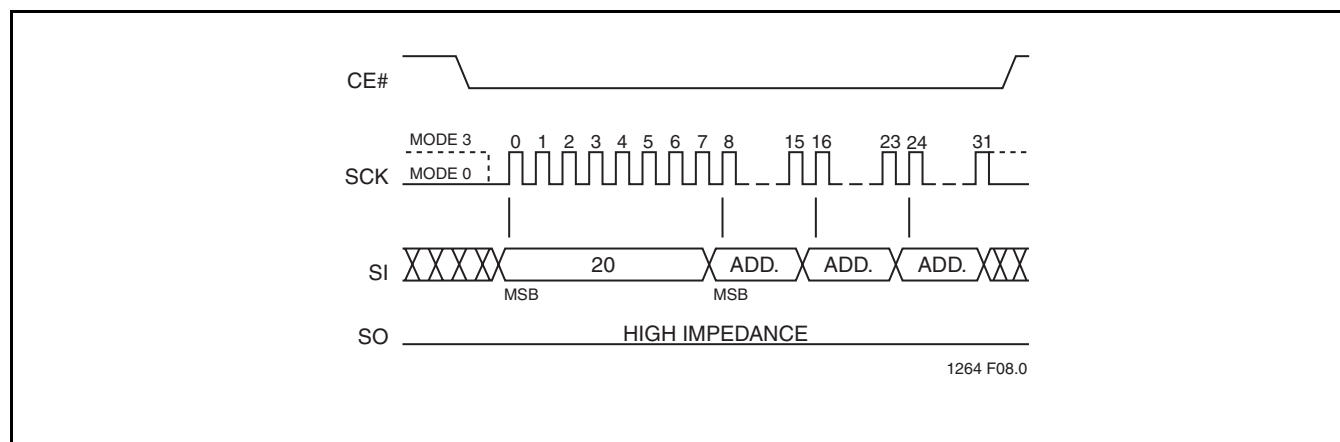 CE#
MODE 3
0 1 2 3 4 5 6 7 8 15 16 23 24 31
SCK
MODE 0
SI
20 ADD. ADD. ADD.
MSB MSB
SO
HIGH IMPEDANCE
1264 F08.0